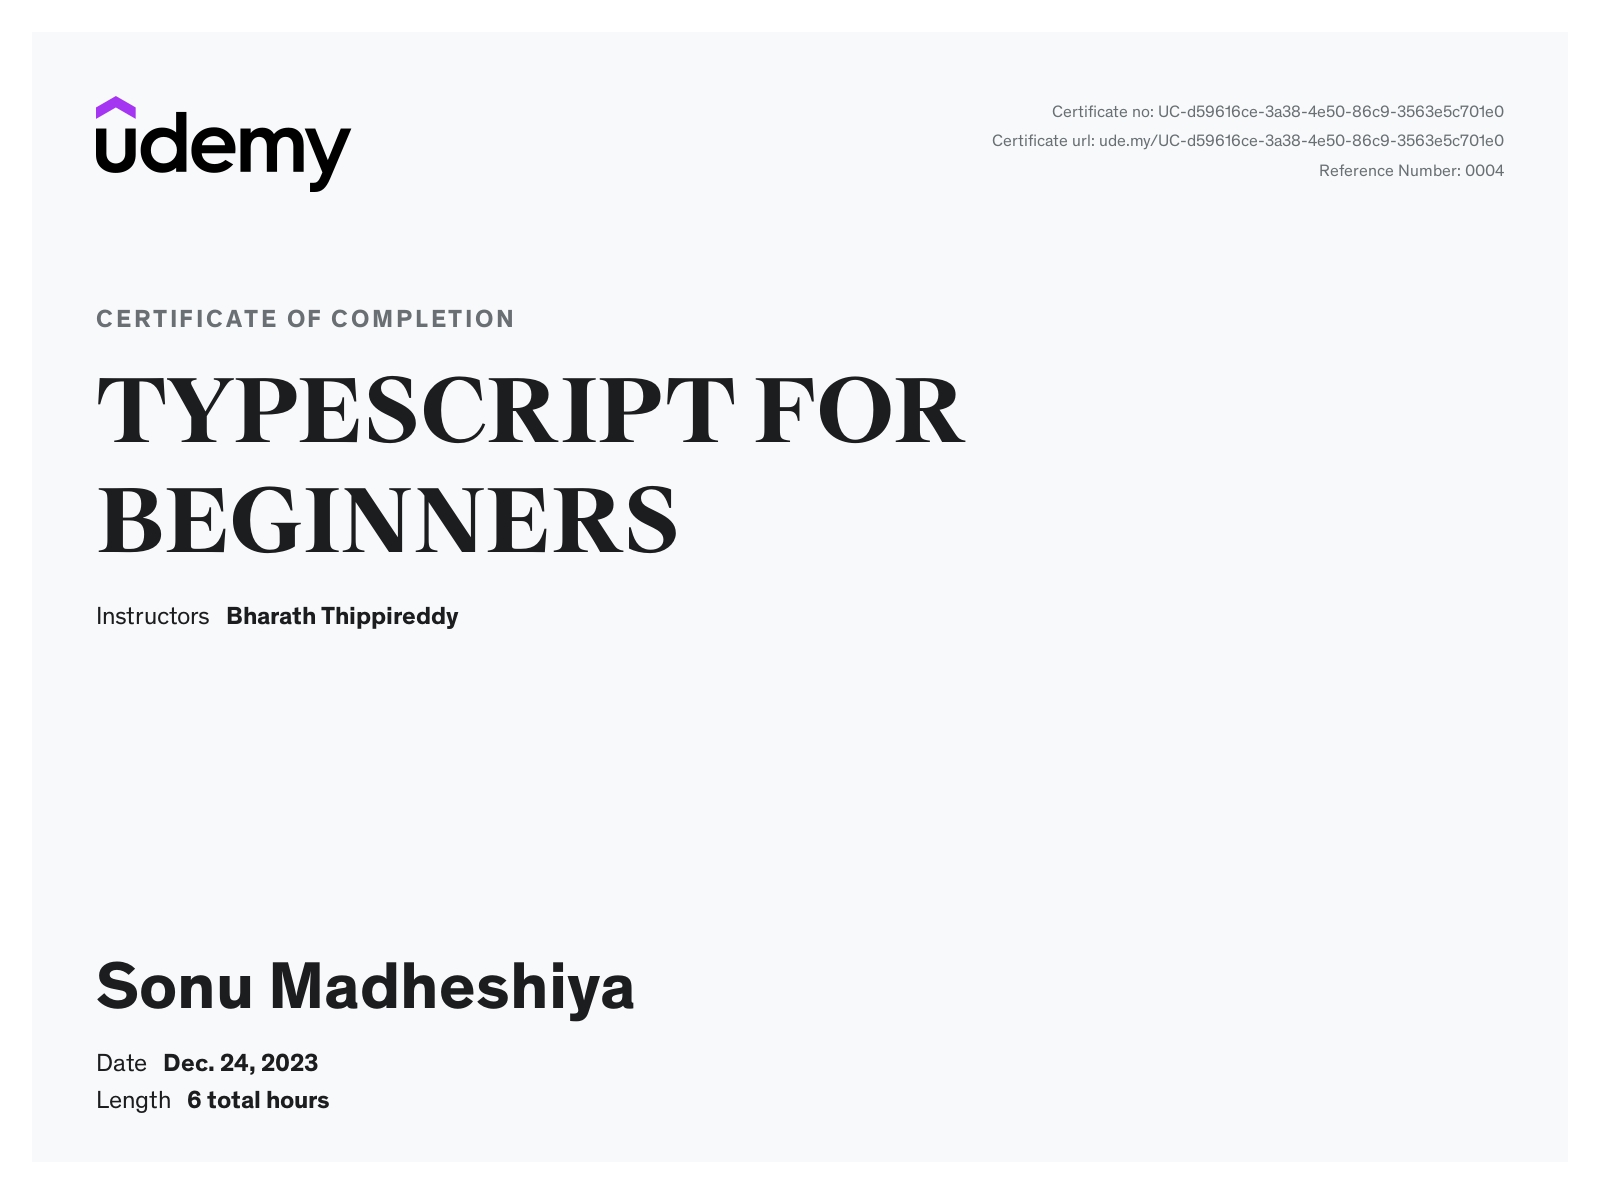 udemy
Certificate no: UC-d59616ce-3a38-4e50-86c9-3563e5c701e0
Certificate url: ude.my/UC-d59616ce-3a38-4e50-86c9-3563e5c701e0
Reference Number: 0004
CERTIFICATE OF COMPLETION
TYPESCRIPT FOR
BEGINNERS
Instructors Bharath Thippireddy
Sonu Madheshiya
Date Dec. 24, 2023
Length 6 total hours